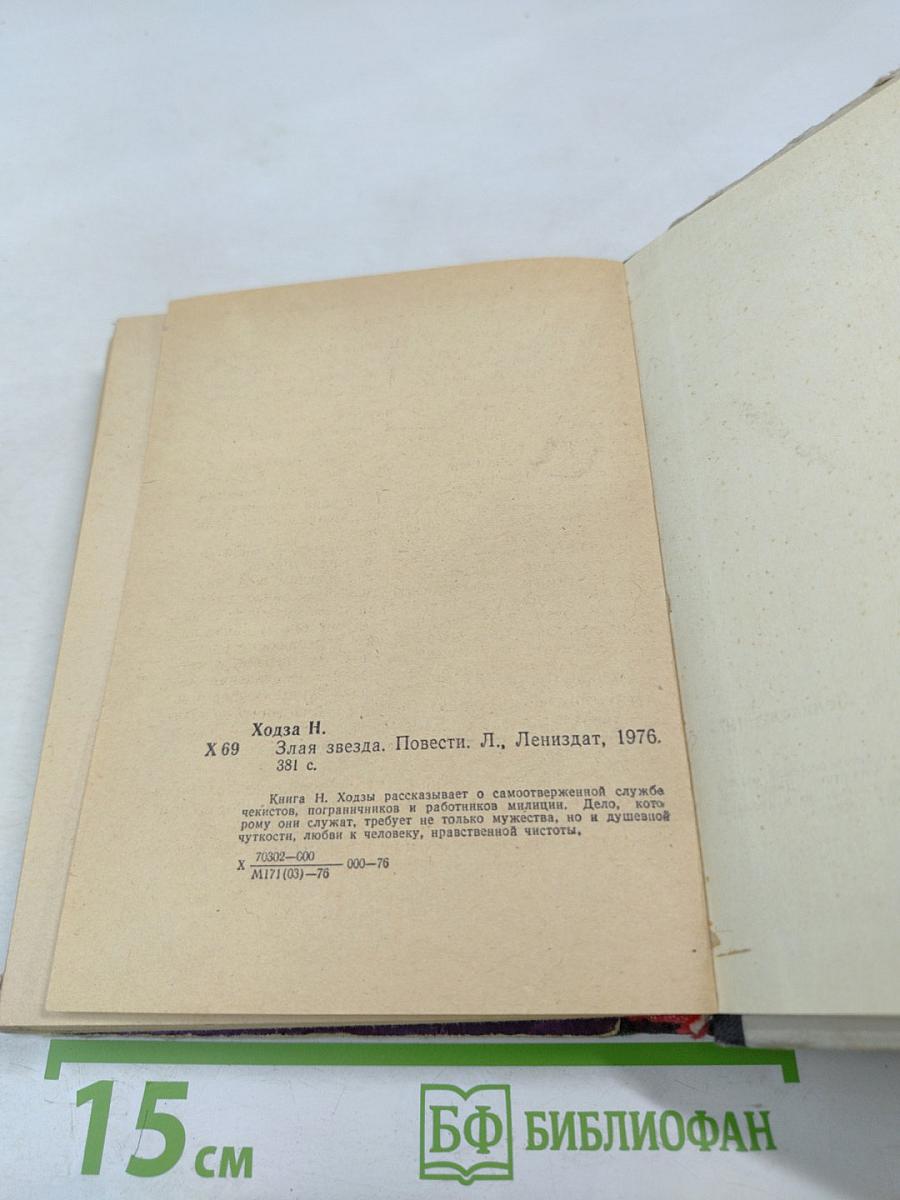 Ходза Н.
Х 69 Злая звезда. Повести. Л., Лениздат, 1976.
381 с.
Книга Н. Ходзы рассказывает о самоотверженной службе
чекистов, пограничников и работников милиции. Дело, кото
рому они служат, требует не только мужества, но и душевной
чуткости, любви к человеку, нравственной чистоты.
Х 70302—000 000—76
М171(03)—76
15 см
БФ БИБЛИОФАН